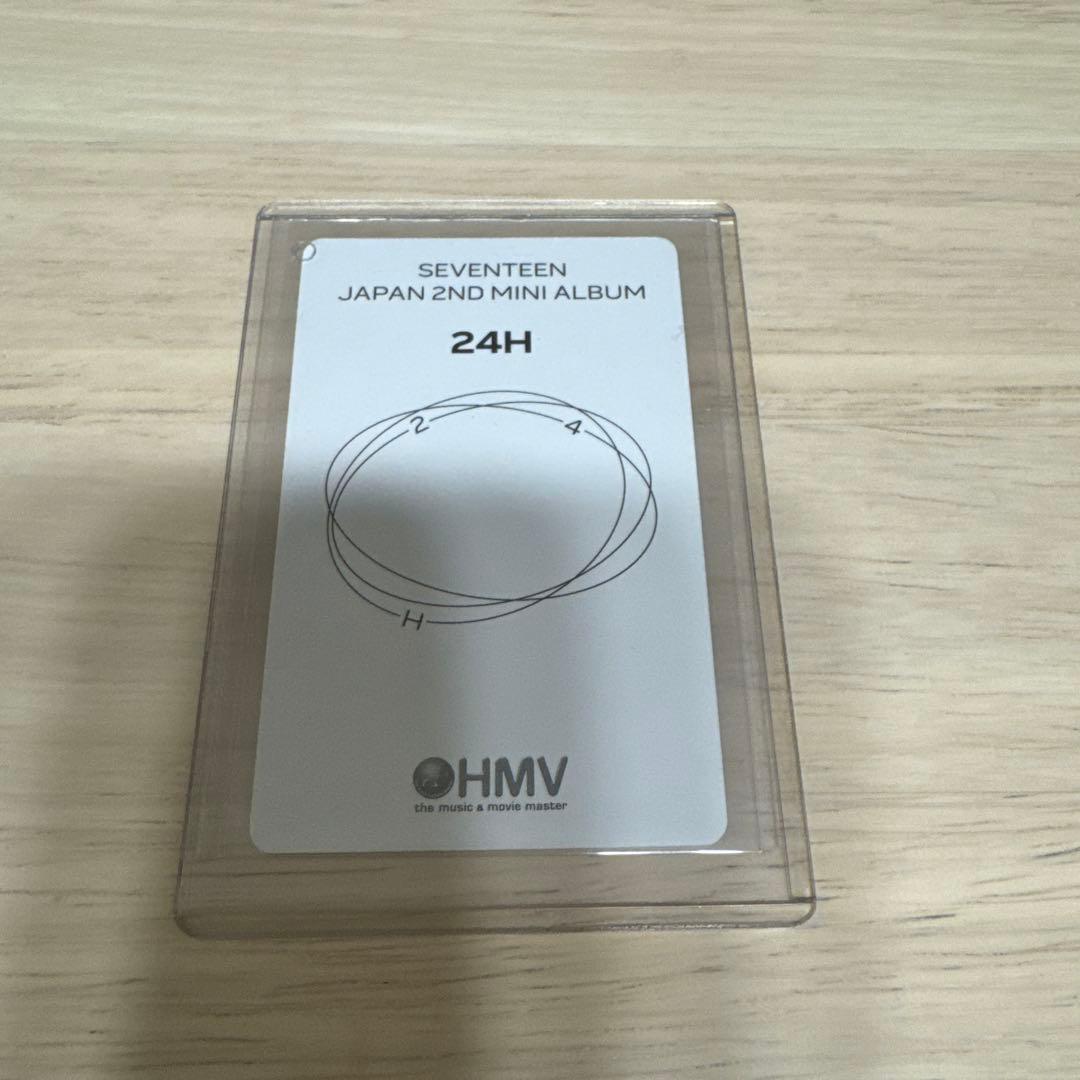 SEVENTEEN
JAPAN 2ND MINI ALBUM
24H
2 4
H
HMV
the music & movie master